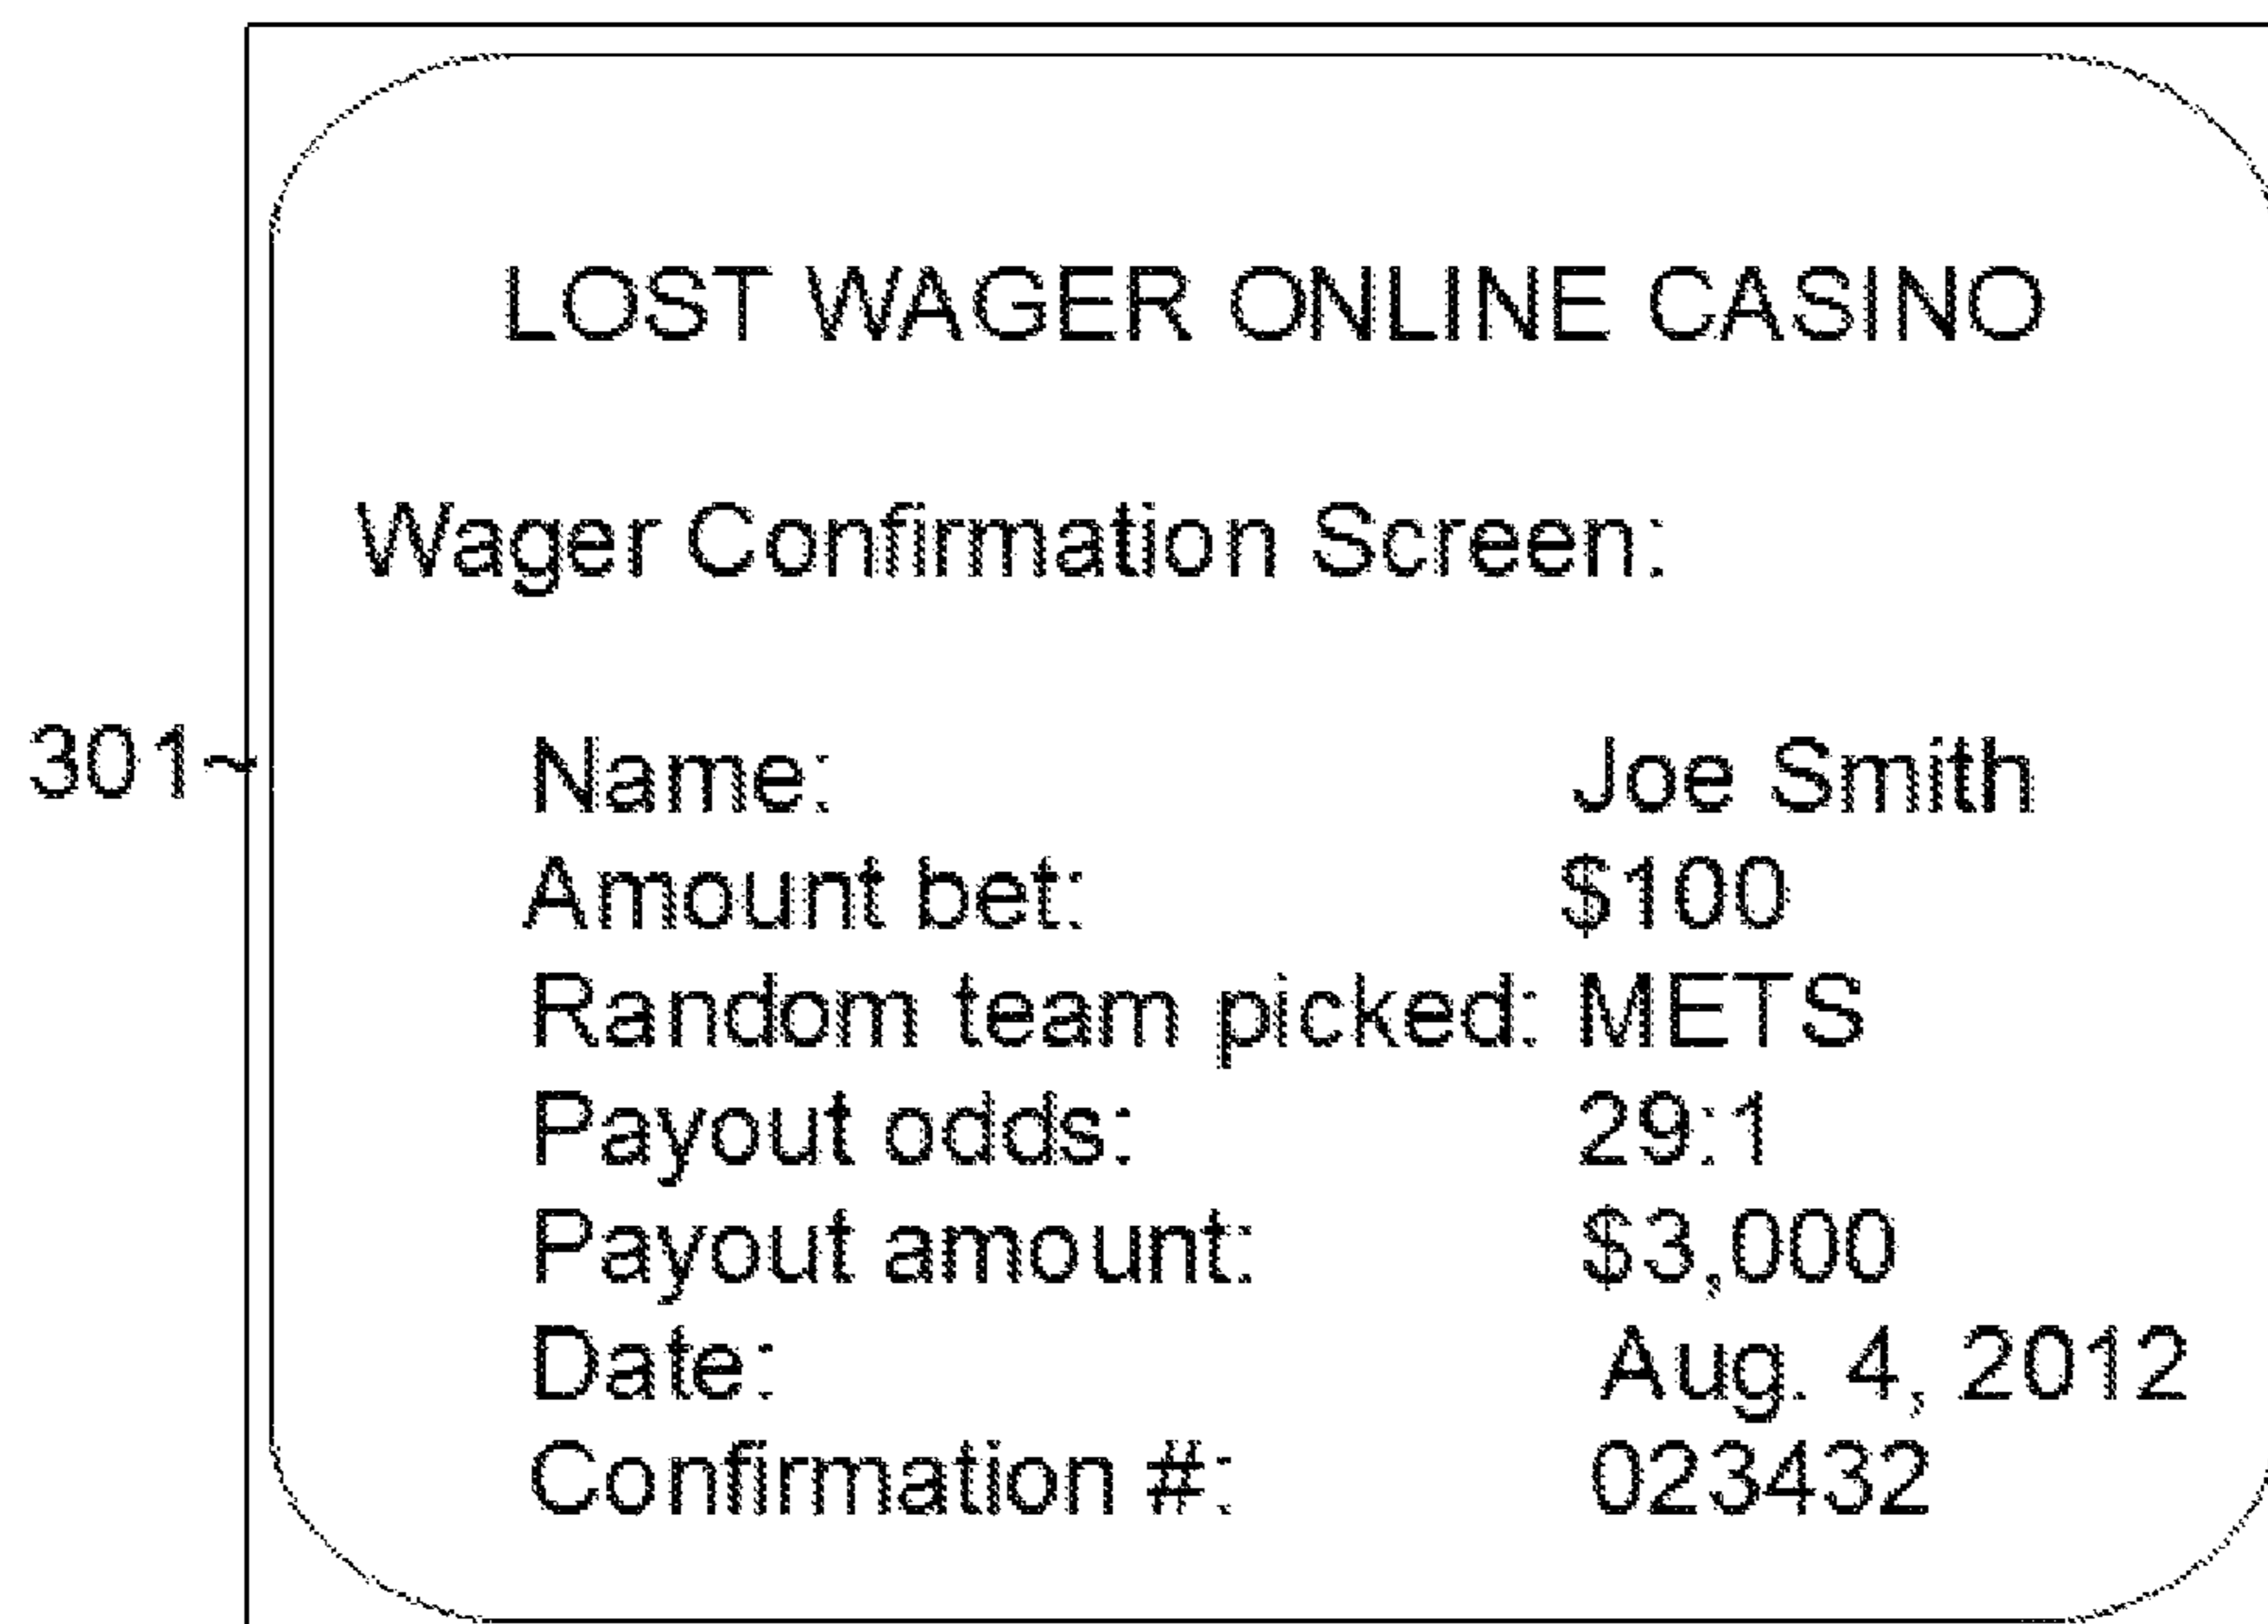 LOST WAGER ONLINE CASINO
Wager Confirmation Screen:
301~
Name: Joe Smith
Amount bet: $100
Random team picked: METS
Payout odds: 29:1
Payout amount: $3,000
Date: Aug. 4, 2012
Confirmation #: 023432